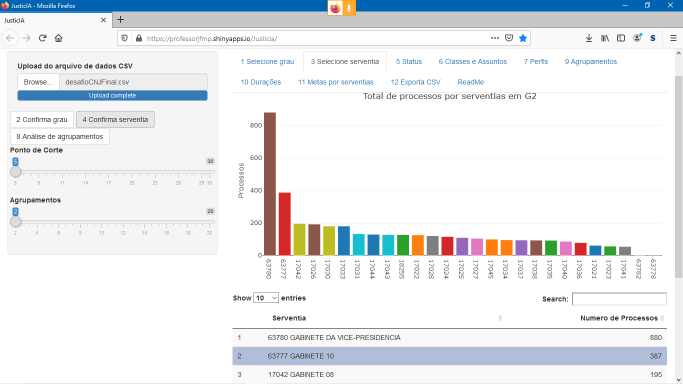 JusticIA - Mozilla Firefox
JusticIA
https://professorjfmp.shinyapps.io/Justicia/
Upload do arquivo de dados CSV
Browse... desafioCNJFinal.csv
Upload complete
2 Confirma grau 4 Confirma serventia
8 Análise de agrupamentos
Ponto de Corte
5 30
5 8 11 14 17 20 23 26 29 30
Agrupamentos
2 20
2 4 6 8 10 12 14 16 18 20
1 Selecione grau 3 Selecione serventia 5 Status 6 Classes e Assuntos 7 Perfis 9 Agrupamentos
10 Durações 11 Metas por serventias 12 Exporta CSV ReadMe
Total de processos por serventias em G2
Processos
800
600
400
200
0
63780 63777 17042 17026 17030 17033 17031 17044 17043 18255 17022 17028 17024 17025 17027 17045 17034 17037 17038 17035 17040 17036 17021 17023 17041 63782 63778
Show 10 entries Search:
Serventia Numero de Processos
1 63780 GABINETE DA VICE-PRESIDENCIA 880
2 63777 GABINETE 10 387
3 17042 GABINETE 08 195